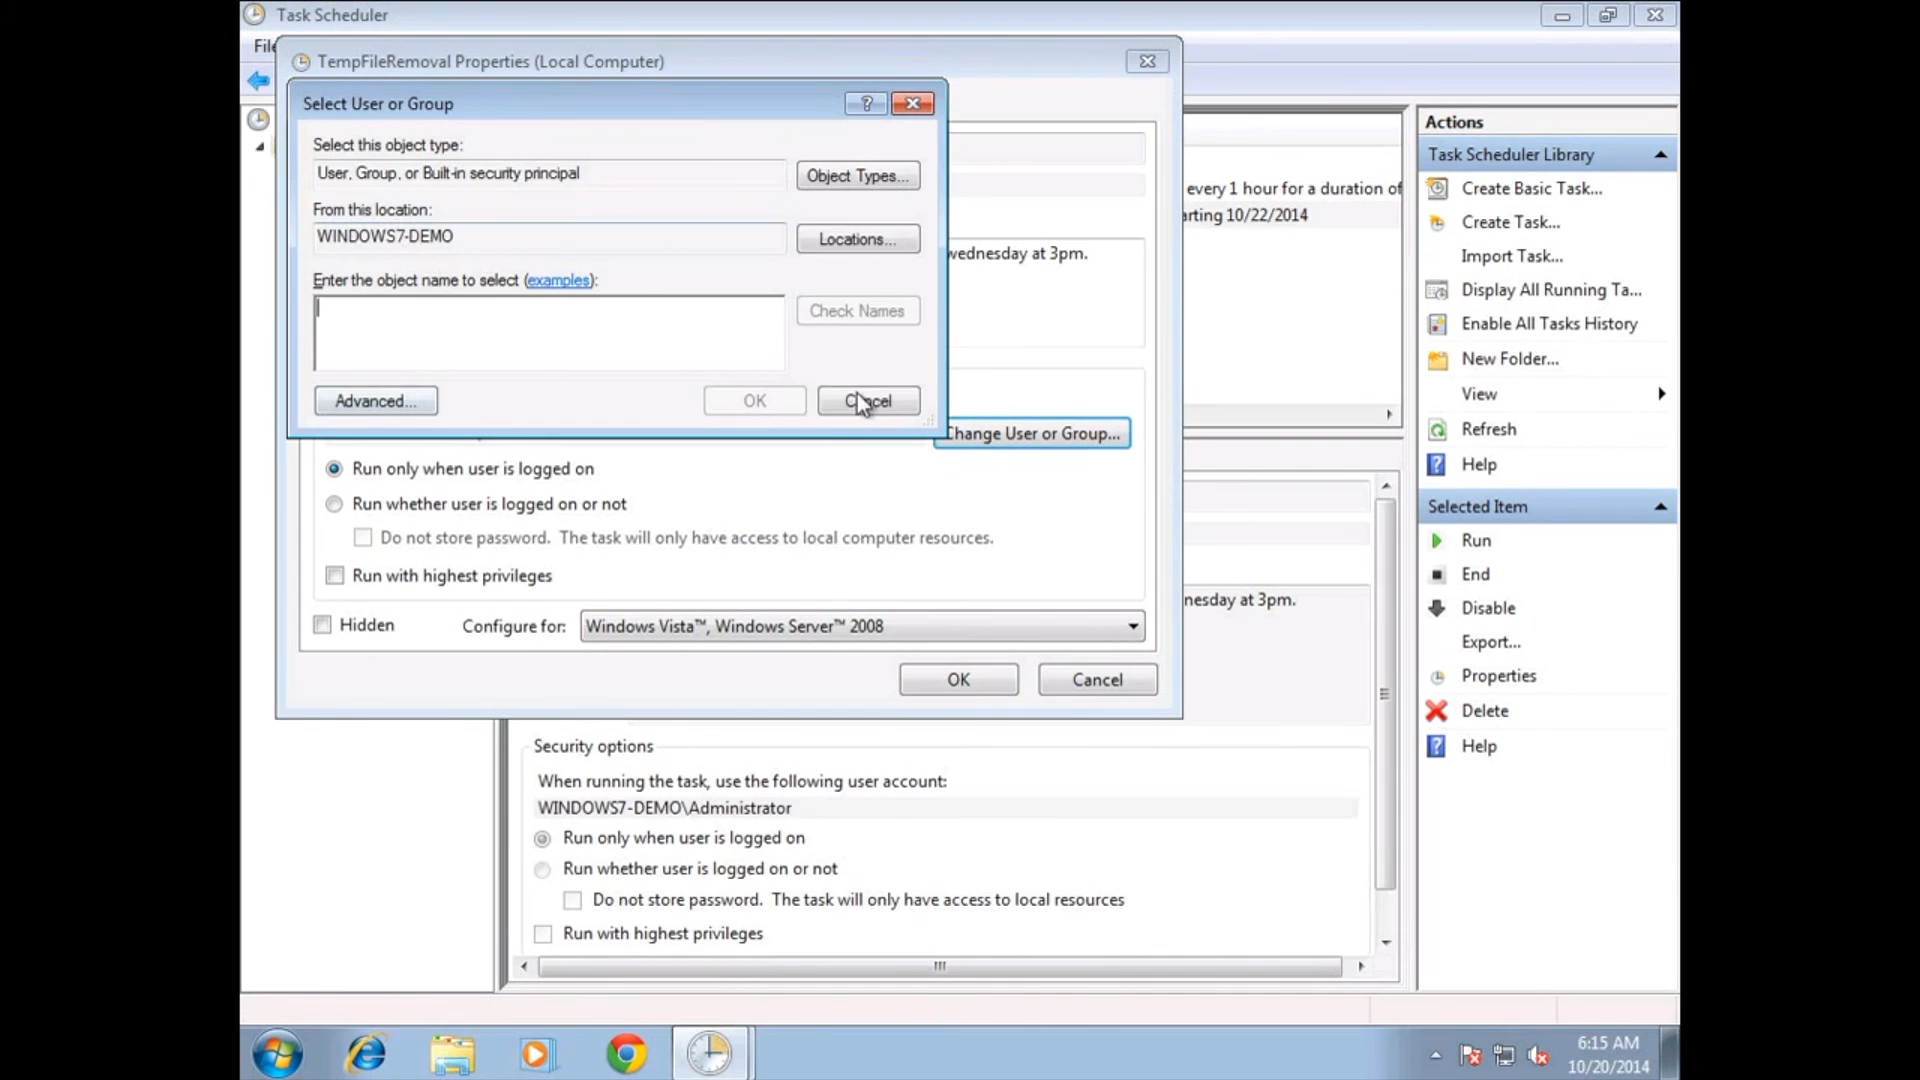 Task Scheduler
File
TempFileRemoval Properties (Local Computer)
Select User or Group
?
Select this object type:
User, Group, or Built-in security principal
Object Types...
From this location:
WINDOWS7-DEMO
Locations...
Enter the object name to select (examples):
Check Names
Advanced...
OK
Cancel
wednesday at 3pm.
Change User or Group...
Run only when user is logged on
Run whether user is logged on or not
Do not store password. The task will only have access to local computer resources.
Run with highest privileges
Hidden
Configure for:
Windows Vista™, Windows Server™ 2008
OK
Cancel
every 1 hour for a duration of
arting 10/22/2014
nesday at 3pm.
Security options
When running the task, use the following user account:
WINDOWS7-DEMO\Administrator
Run only when user is logged on
Run whether user is logged on or not
Do not store password. The task will only have access to local resources
Run with highest privileges
Actions
Task Scheduler Library
Create Basic Task...
Create Task...
Import Task...
Display All Running Ta...
Enable All Tasks History
New Folder...
View
Refresh
Help
Selected Item
Run
End
Disable
Export...
Properties
Delete
Help
6:15 AM
10/20/2014